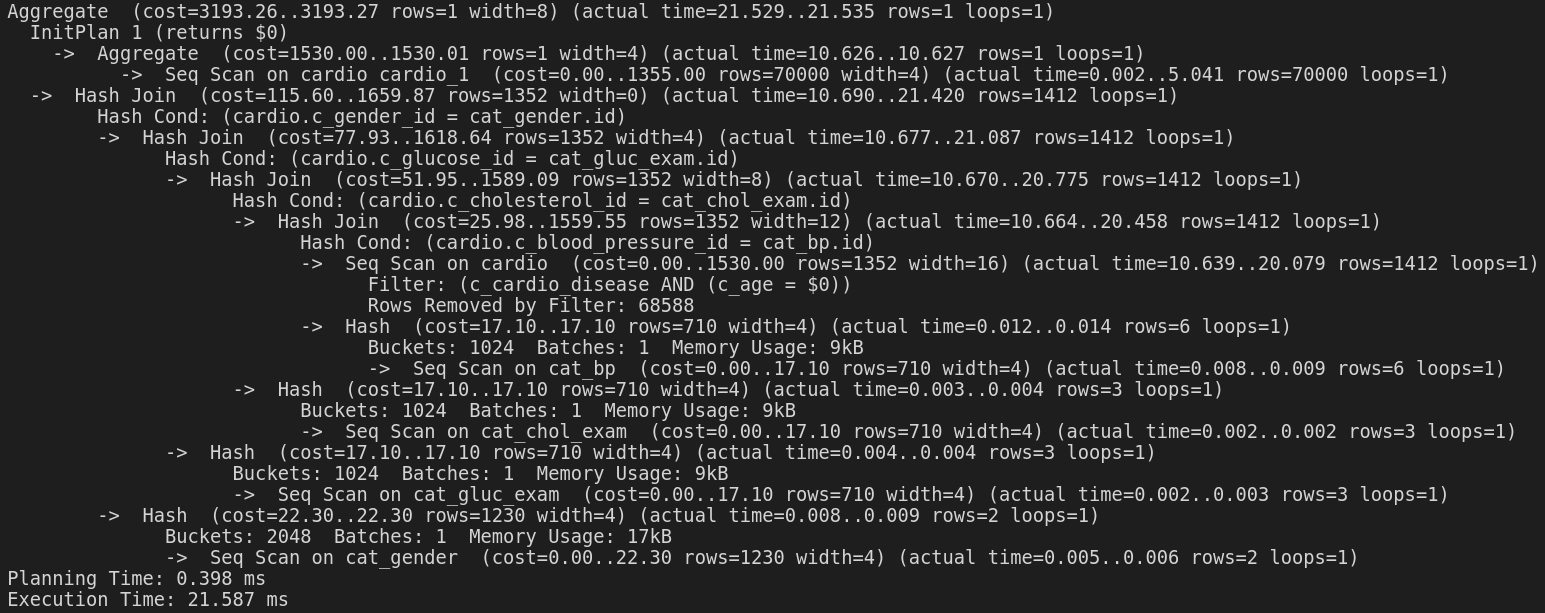 Aggregate  (cost=3193.26..3193.27 rows=1 width=8) (actual time=21.529..21.535 rows=1 loops=1)
  InitPlan 1 (returns $0)
    ->  Aggregate  (cost=1530.00..1530.01 rows=1 width=4) (actual time=10.626..10.627 rows=1 loops=1)
          ->  Seq Scan on cardio cardio_1  (cost=0.00..1355.00 rows=70000 width=4) (actual time=0.002..5.041 rows=70000 loops=1)
  ->  Hash Join  (cost=115.60..1659.87 rows=1352 width=0) (actual time=10.690..21.420 rows=1412 loops=1)
        Hash Cond: (cardio.c_gender_id = cat_gender.id)
        ->  Hash Join  (cost=77.93..1618.64 rows=1352 width=4) (actual time=10.677..21.087 rows=1412 loops=1)
              Hash Cond: (cardio.c_glucose_id = cat_gluc_exam.id)
              ->  Hash Join  (cost=51.95..1589.09 rows=1352 width=8) (actual time=10.670..20.775 rows=1412 loops=1)
                    Hash Cond: (cardio.c_cholesterol_id = cat_chol_exam.id)
                    ->  Hash Join  (cost=25.98..1559.55 rows=1352 width=12) (actual time=10.664..20.458 rows=1412 loops=1)
                          Hash Cond: (cardio.c_blood_pressure_id = cat_bp.id)
                          ->  Seq Scan on cardio  (cost=0.00..1530.00 rows=1352 width=16) (actual time=10.639..20.079 rows=1412 loops=1)
                                Filter: (c_cardio_disease AND (c_age = $0))
                                Rows Removed by Filter: 68588
                          ->  Hash  (cost=17.10..17.10 rows=710 width=4) (actual time=0.012..0.014 rows=6 loops=1)
                                Buckets: 1024  Batches: 1  Memory Usage: 9kB
                                ->  Seq Scan on cat_bp  (cost=0.00..17.10 rows=710 width=4) (actual time=0.008..0.009 rows=6 loops=1)
                    ->  Hash  (cost=17.10..17.10 rows=710 width=4) (actual time=0.003..0.004 rows=3 loops=1)
                          Buckets: 1024  Batches: 1  Memory Usage: 9kB
                          ->  Seq Scan on cat_chol_exam  (cost=0.00..17.10 rows=710 width=4) (actual time=0.002..0.002 rows=3 loops=1)
              ->  Hash  (cost=17.10..17.10 rows=710 width=4) (actual time=0.004..0.004 rows=3 loops=1)
                    Buckets: 1024  Batches: 1  Memory Usage: 9kB
                    ->  Seq Scan on cat_gluc_exam  (cost=0.00..17.10 rows=710 width=4) (actual time=0.002..0.003 rows=3 loops=1)
        ->  Hash  (cost=22.30..22.30 rows=1230 width=4) (actual time=0.008..0.009 rows=2 loops=1)
              Buckets: 2048  Batches: 1  Memory Usage: 17kB
              ->  Seq Scan on cat_gender  (cost=0.00..22.30 rows=1230 width=4) (actual time=0.005..0.006 rows=2 loops=1)
Planning Time: 0.398 ms
Execution Time: 21.587 ms